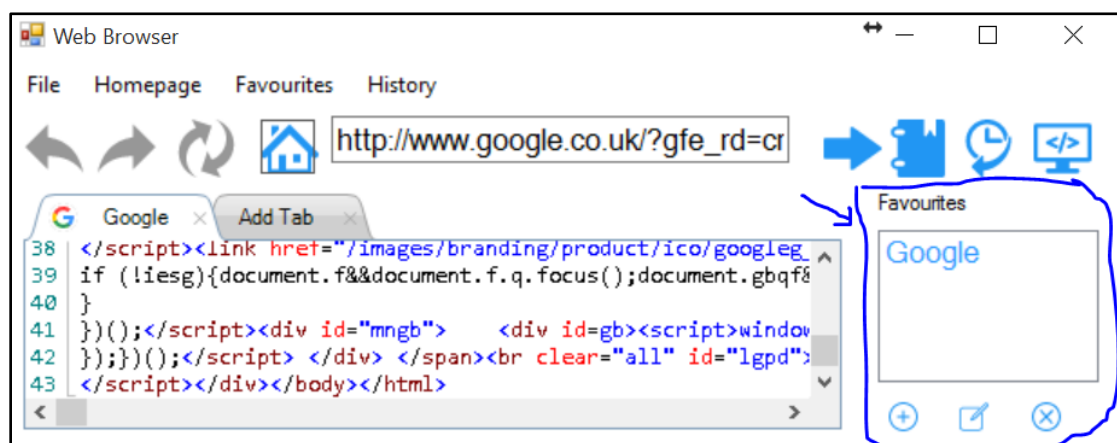 Web Browser
File Homepage Favourites History
http://www.google.co.uk/?gfe_rd=cr
</>
Google Add Tab
Favourites
Google
38 </script><link href="/images/branding/product/ico/googleg_
39 if (!iesg){document.f&&document.f.q.focus();document.gbqf&
40 }
41 })();</script><div id="mngb">    <div id=gb><script>window
42 });})();</script> </div> </span><br clear="all" id="lgpd">
43 </script></div></body></html>